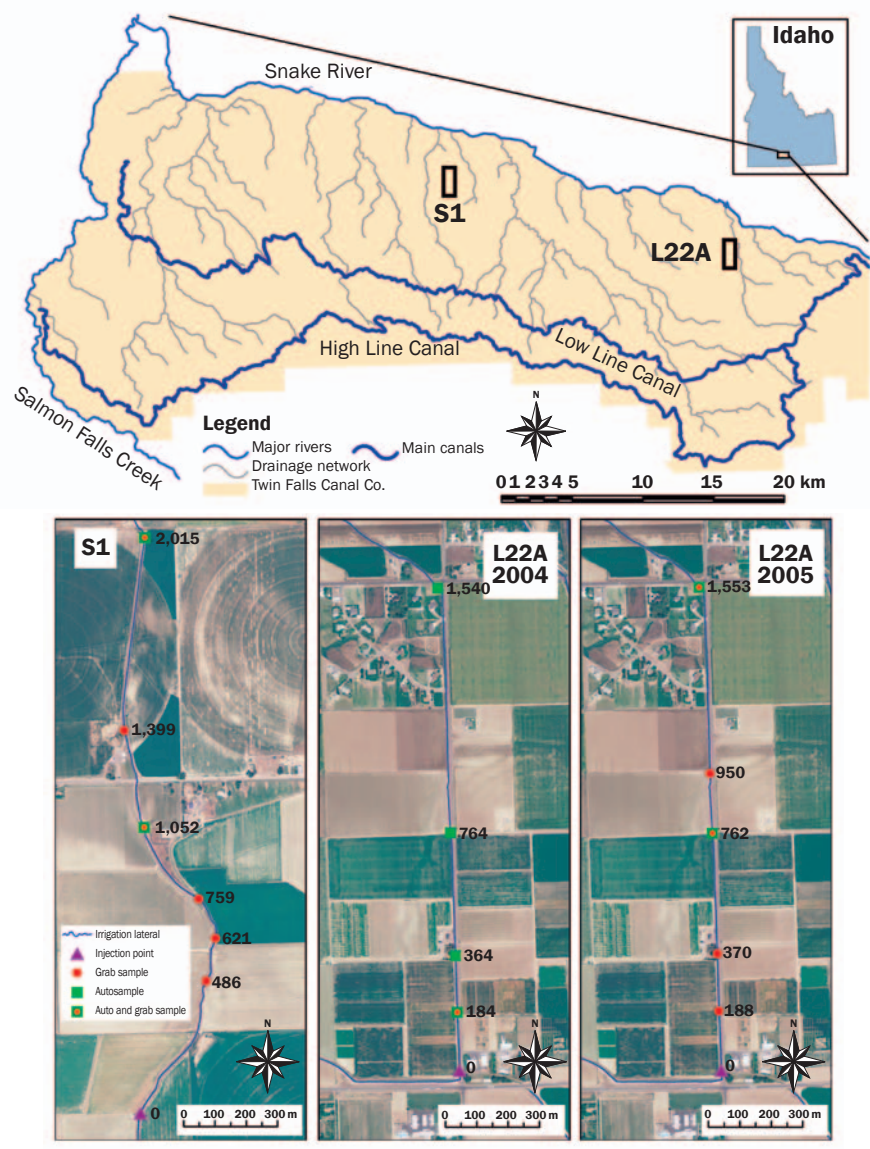 Idaho
Snake River
S1
L22A
Low Line Canal
High Line Canal
Salmon Falls Creek
N
Legend
Major rivers
Main canals
Drainage network
Twin Falls Canal Co.
0 1 2 3 4 5 10 15 20 km
S1
2,015
1,399
1,052
759
621
486
0
Irrigation lateral
Injection point
Grab sample
Autosample
Auto and grab sample
N
0 100 200 300 m
L22A
2004
1,540
764
364
184
0
N
0 100 200 300 m
L22A
2005
1,553
950
762
370
188
0
N
0 100 200 300 m